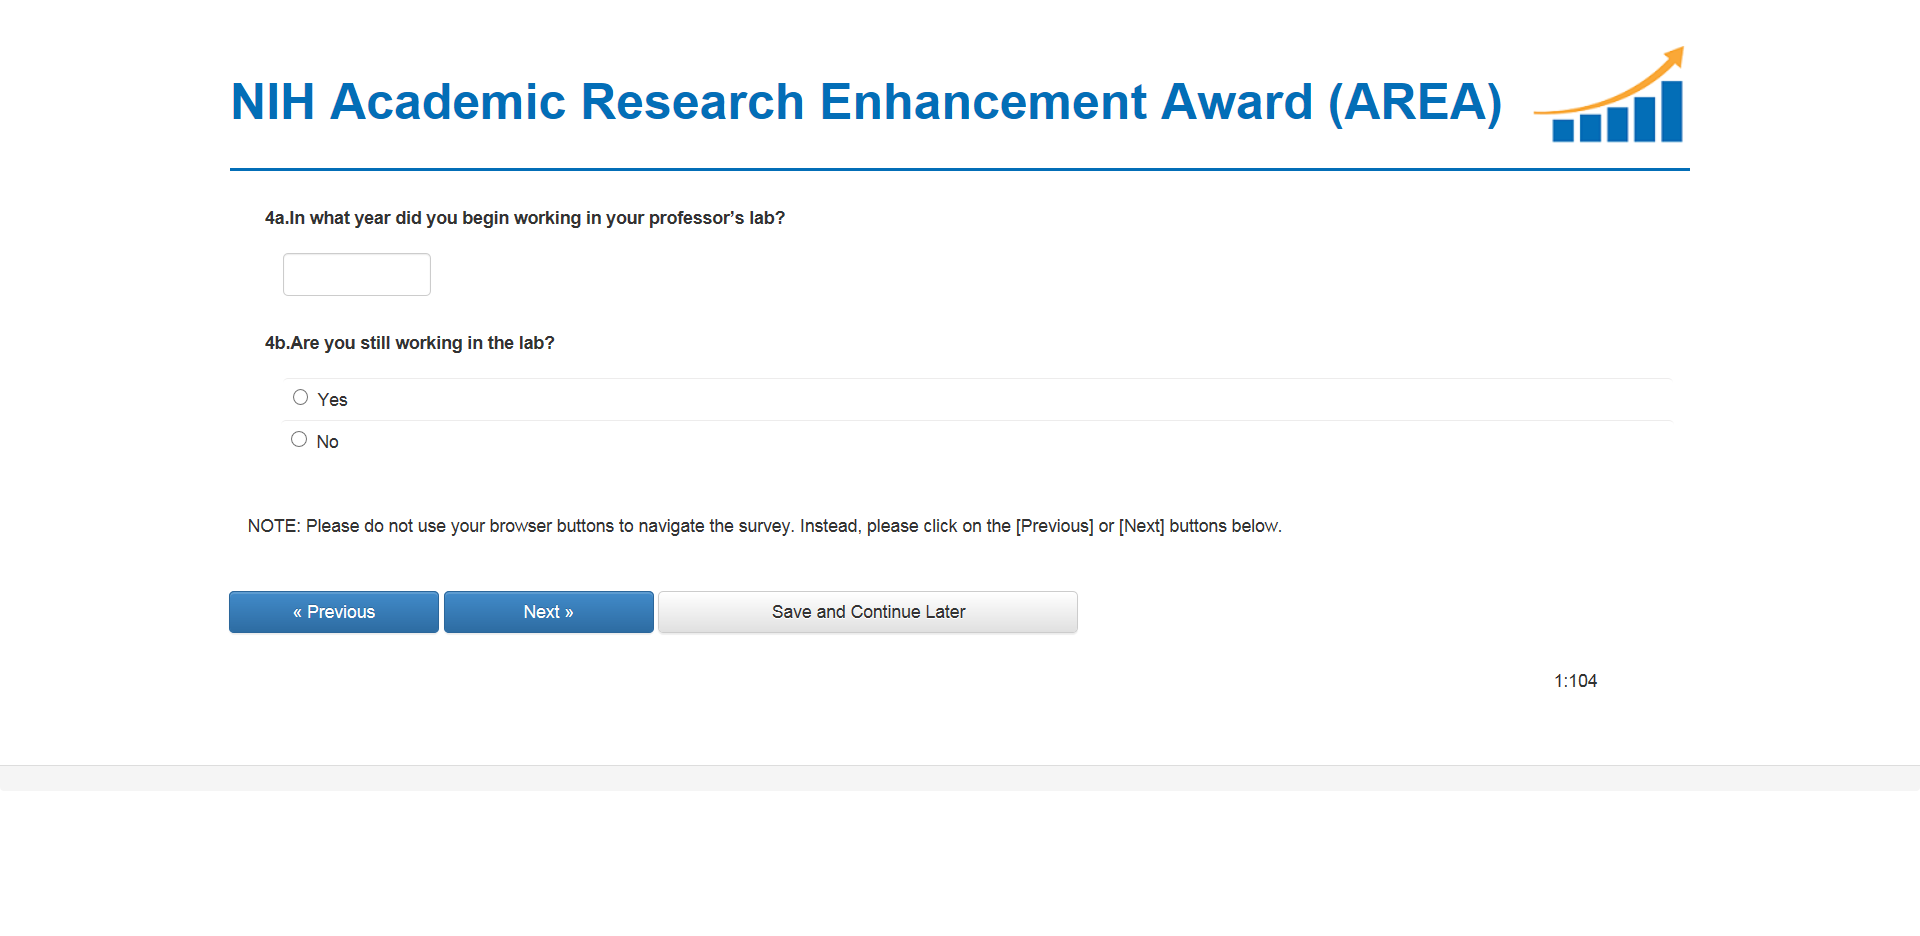 NIH Academic Research Enhancement Award (AREA)
4a.In what year did you begin working in your professor’s lab?
4b.Are you still working in the lab?
Yes
No
NOTE: Please do not use your browser buttons to navigate the survey. Instead, please click on the [Previous] or [Next] buttons below.
« Previous
Next »
Save and Continue Later
1:104